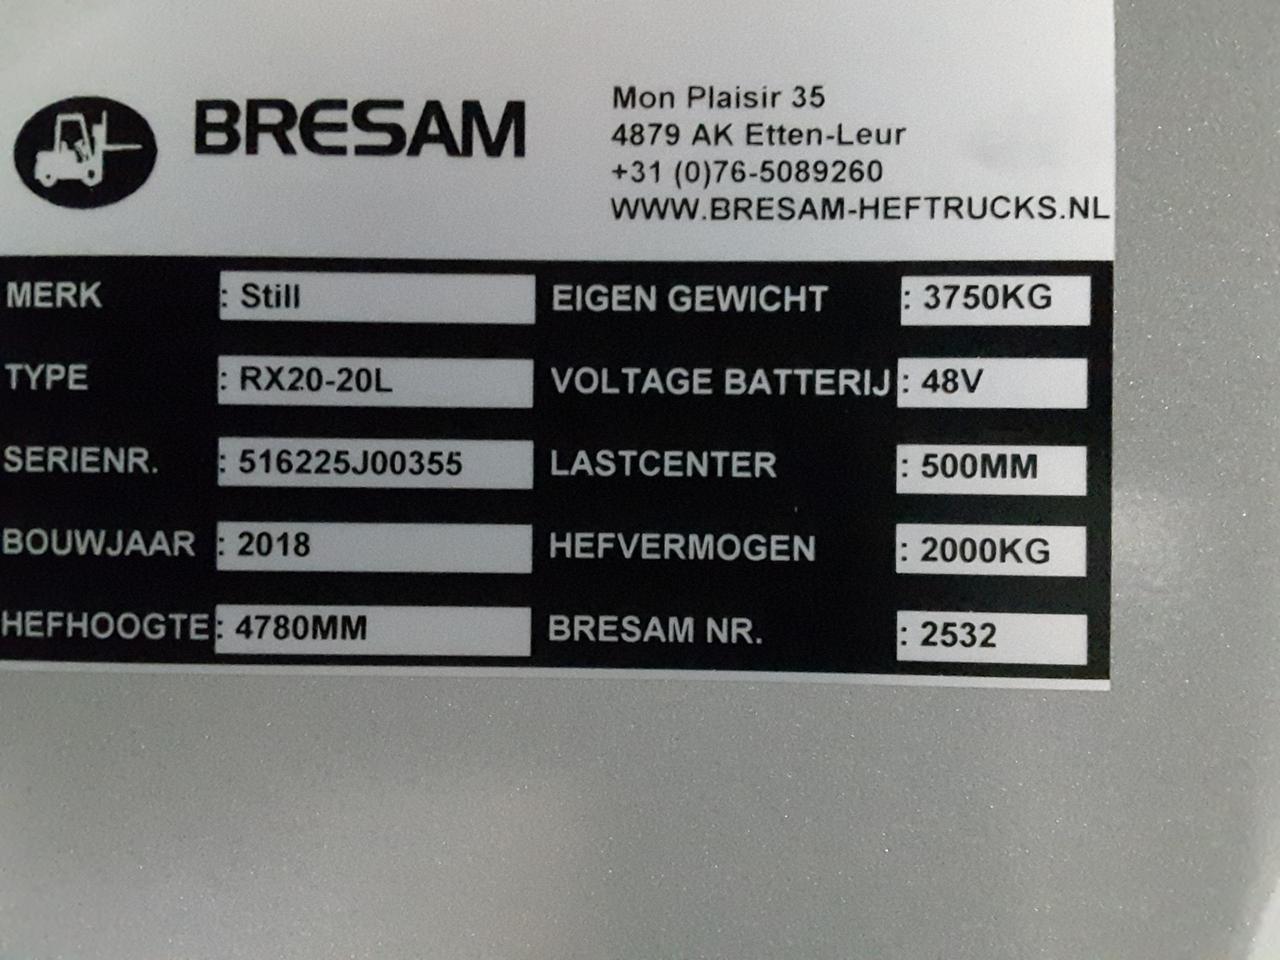 BRESAM
Mon Plaisir 35
4879 AK Etten-Leur
+31 (0)76-5089260
WWW.BRESAM-HEFTRUCKS.NL
MERK : Still EIGEN GEWICHT : 3750KG
TYPE : RX20-20L VOLTAGE BATTERIJ : 48V
SERIENR. : 516225J00355 LASTCENTER : 500MM
BOUWJAAR : 2018 HEFVERMOGEN : 2000KG
HEFHOOGTE : 4780MM BRESAM NR. : 2532